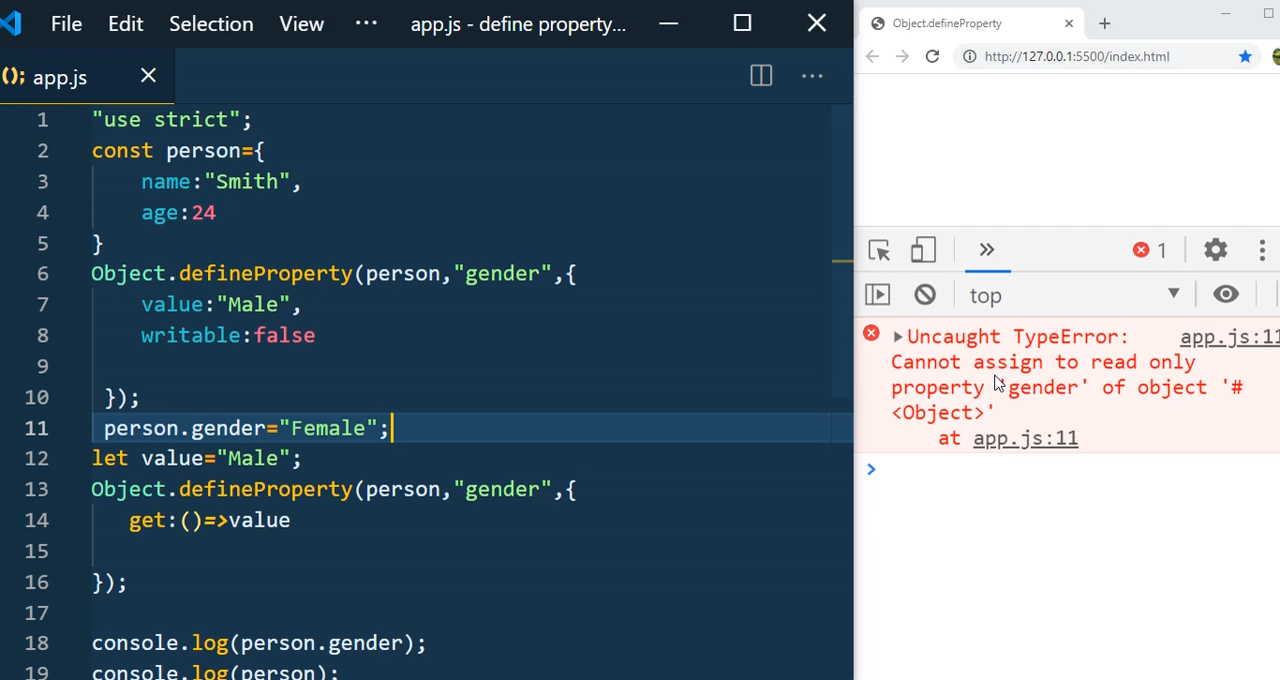 File Edit Selection View ··· app.js - define property...
app.js
1 "use strict";
2 const person={
3 name:"Smith",
4 age:24
5 }
6 Object.defineProperty(person,"gender",{
7 value:"Male",
8 writable:false
9
10 });
11 person.gender="Female";
12 let value="Male";
13 Object.defineProperty(person,"gender",{
14 get:()=>value
15
16 });
17
18 console.log(person.gender);
19 console.log(person);
Object.defineProperty
http://127.0.0.1:5500/index.html
1
top
Uncaught TypeError: app.js:11
Cannot assign to read only
property 'gender' of object '#
<Object>'
at app.js:11